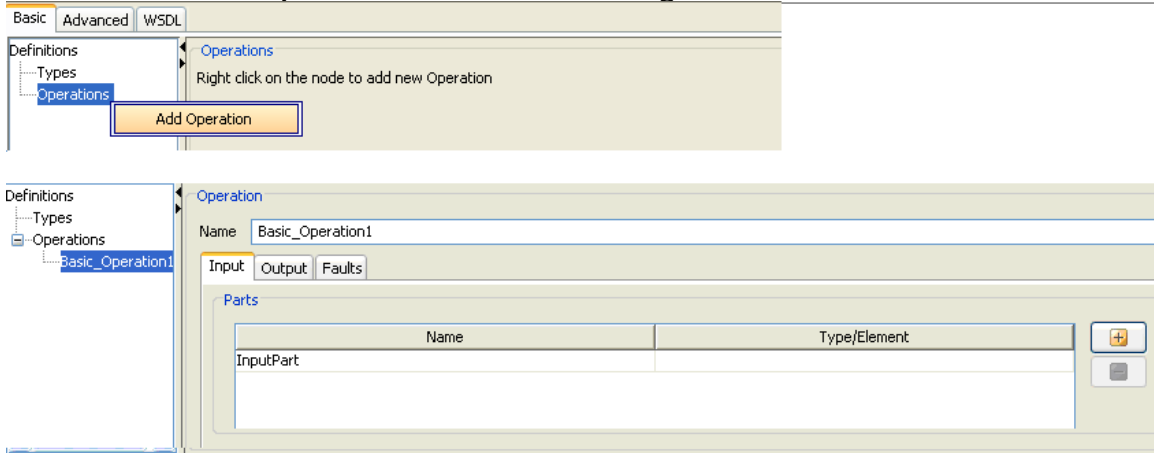 Basic Advanced WSDL
Definitions
Types
Operations
Operations
Right click on the node to add new Operation
Add Operation
Definitions
Types
Operations
Basic_Operation1
Operation
Name Basic_Operation1
Input Output Faults
Parts
Name Type/Element
InputPart